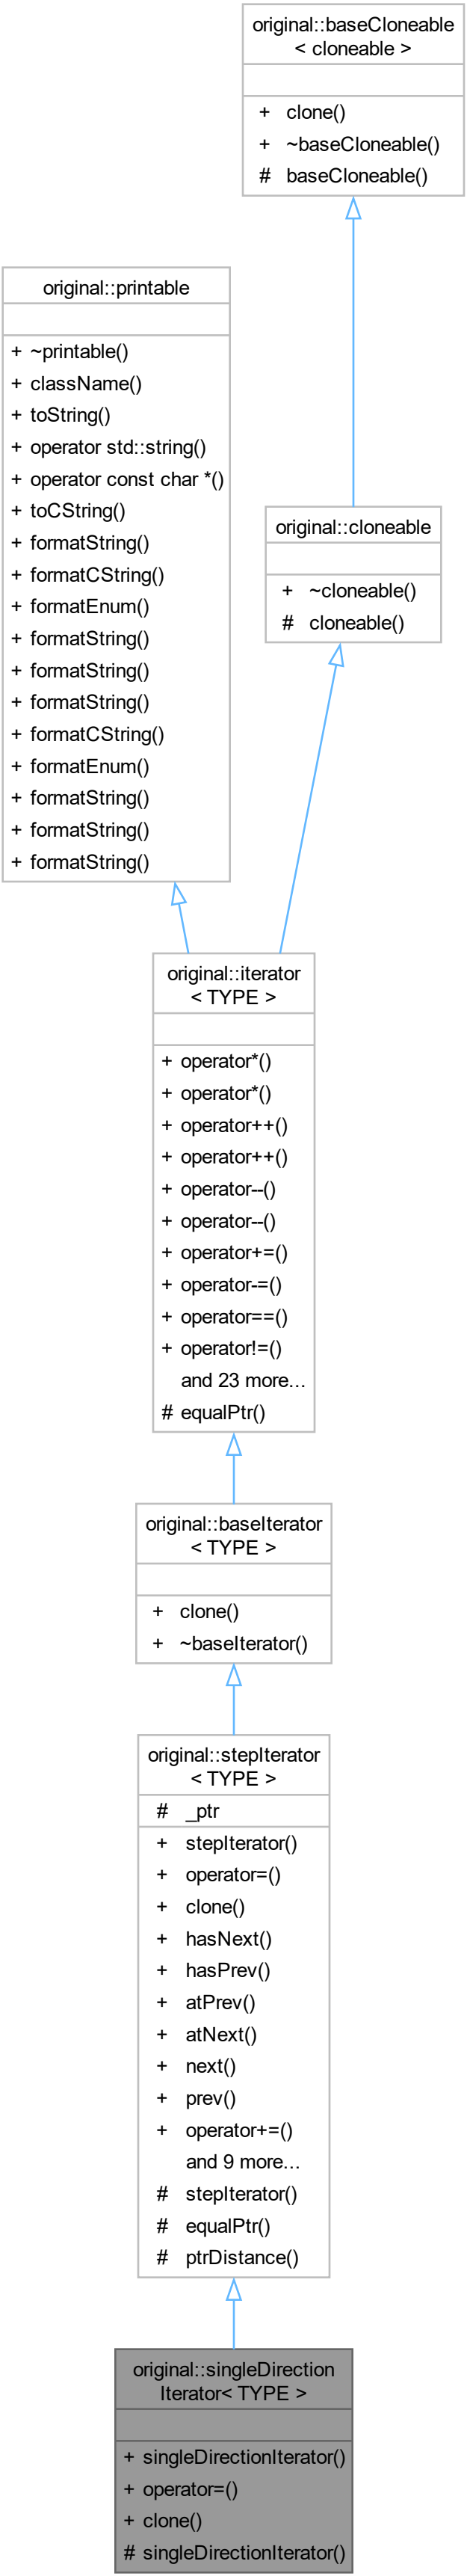 original::baseCloneable
< cloneable >
+ clone()
+ ~baseCloneable()
# baseCloneable()
original::printable
+ ~printable()
+ className()
+ toString()
+ operator std::string()
+ operator const char *()
+ toCString()
+ formatString()
+ formatCString()
+ formatEnum()
+ formatString()
+ formatString()
+ formatString()
+ formatCString()
+ formatEnum()
+ formatString()
+ formatString()
+ formatString()
original::cloneable
+ ~cloneable()
# cloneable()
original::iterator
< TYPE >
+ operator*()
+ operator*()
+ operator++()
+ operator++()
+ operator--()
+ operator--()
+ operator+=()
+ operator-=()
+ operator==()
+ operator!=()
and 23 more...
# equalPtr()
original::baseIterator
< TYPE >
+ clone()
+ ~baseIterator()
original::stepIterator
< TYPE >
# _ptr
+ stepIterator()
+ operator=()
+ clone()
+ hasNext()
+ hasPrev()
+ atPrev()
+ atNext()
+ next()
+ prev()
+ operator+=()
and 9 more...
# stepIterator()
# equalPtr()
# ptrDistance()
original::singleDirection
Iterator< TYPE >
+ singleDirectionIterator()
+ operator=()
+ clone()
# singleDirectionIterator()